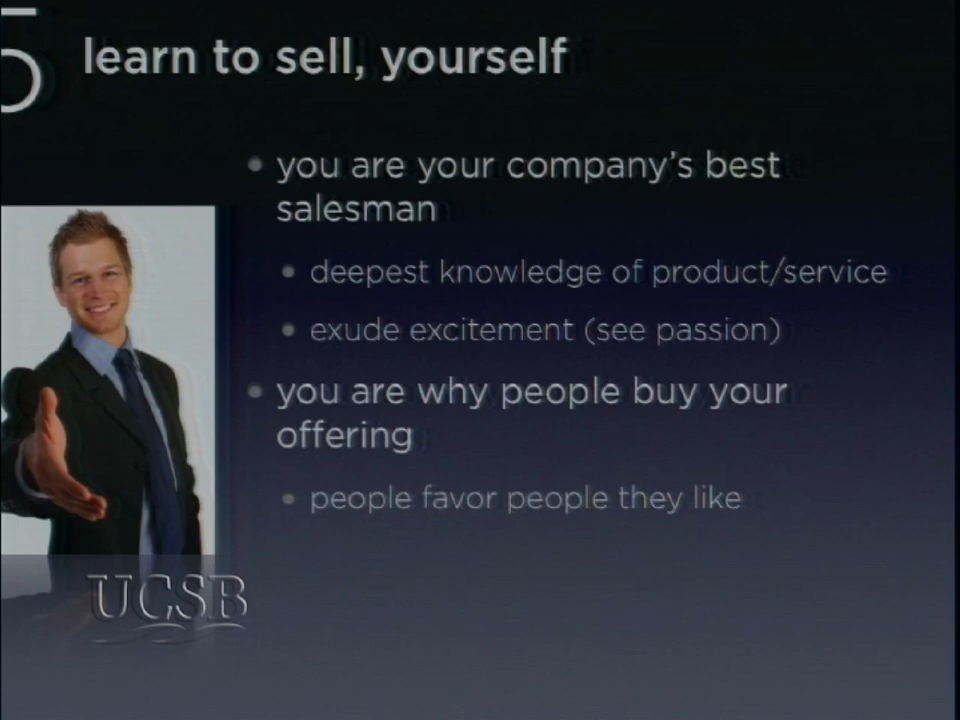 5 learn to sell, yourself
• you are your company's best
salesman
• deepest knowledge of product/service
• exude excitement (see passion)
• you are why people buy your
offering
• people favor people they like
UCSB